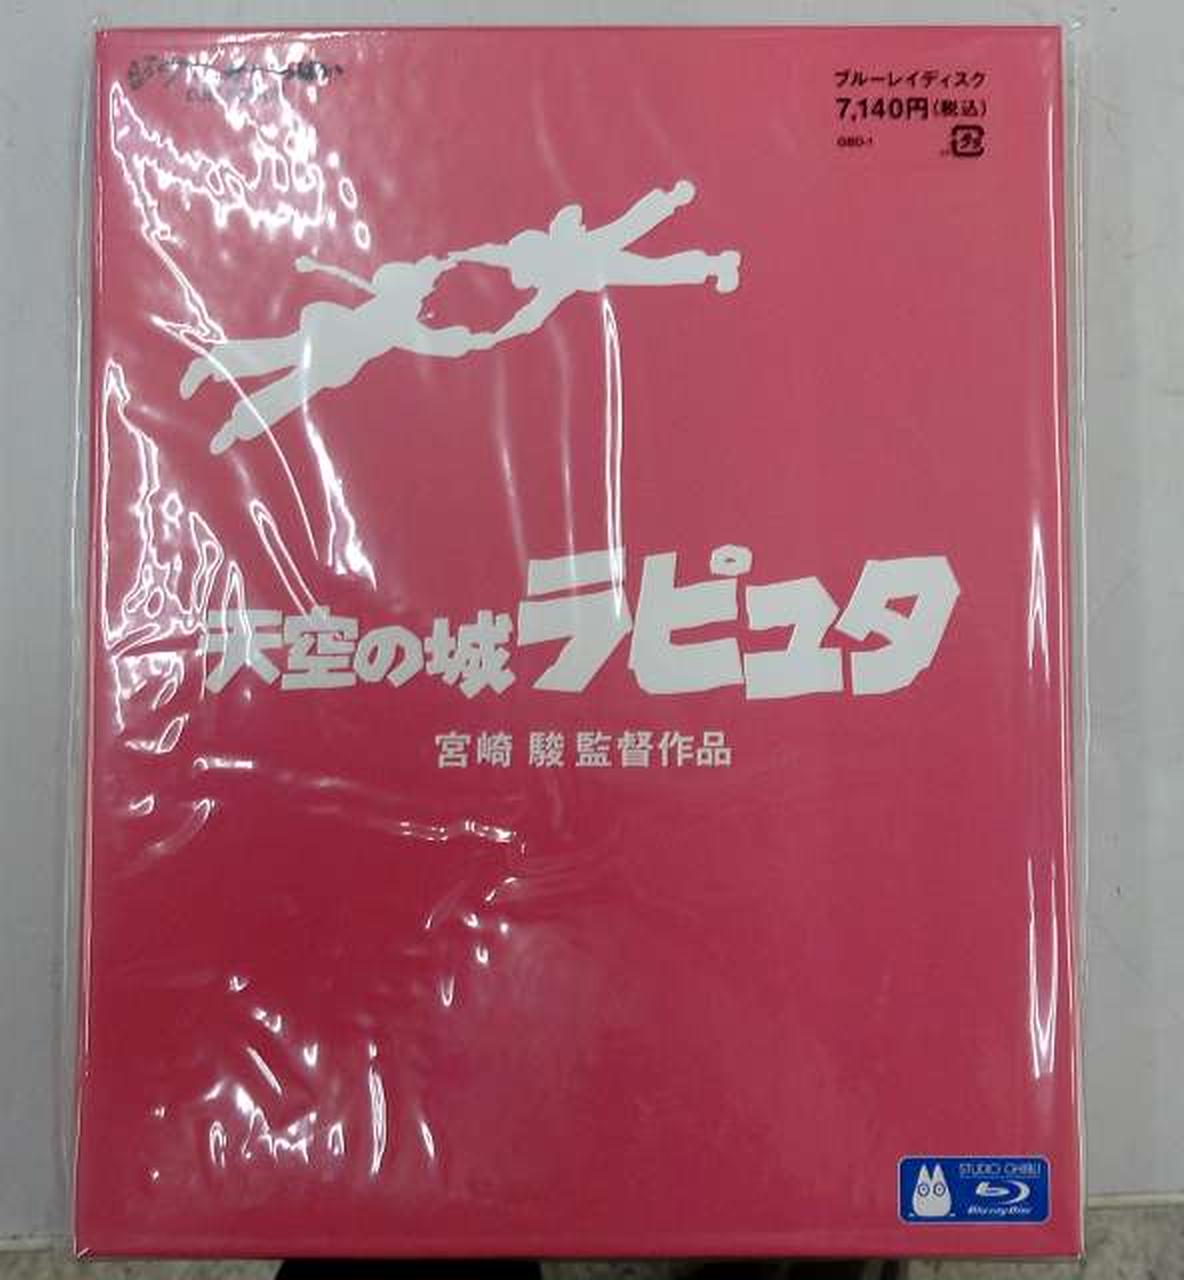 ブルーレイディスク
7,140円(税込)
GBD-1
天空の城ラピュタ
宮崎 駿 監督作品
STUDIO GHIBLI
Blu-ray Disc